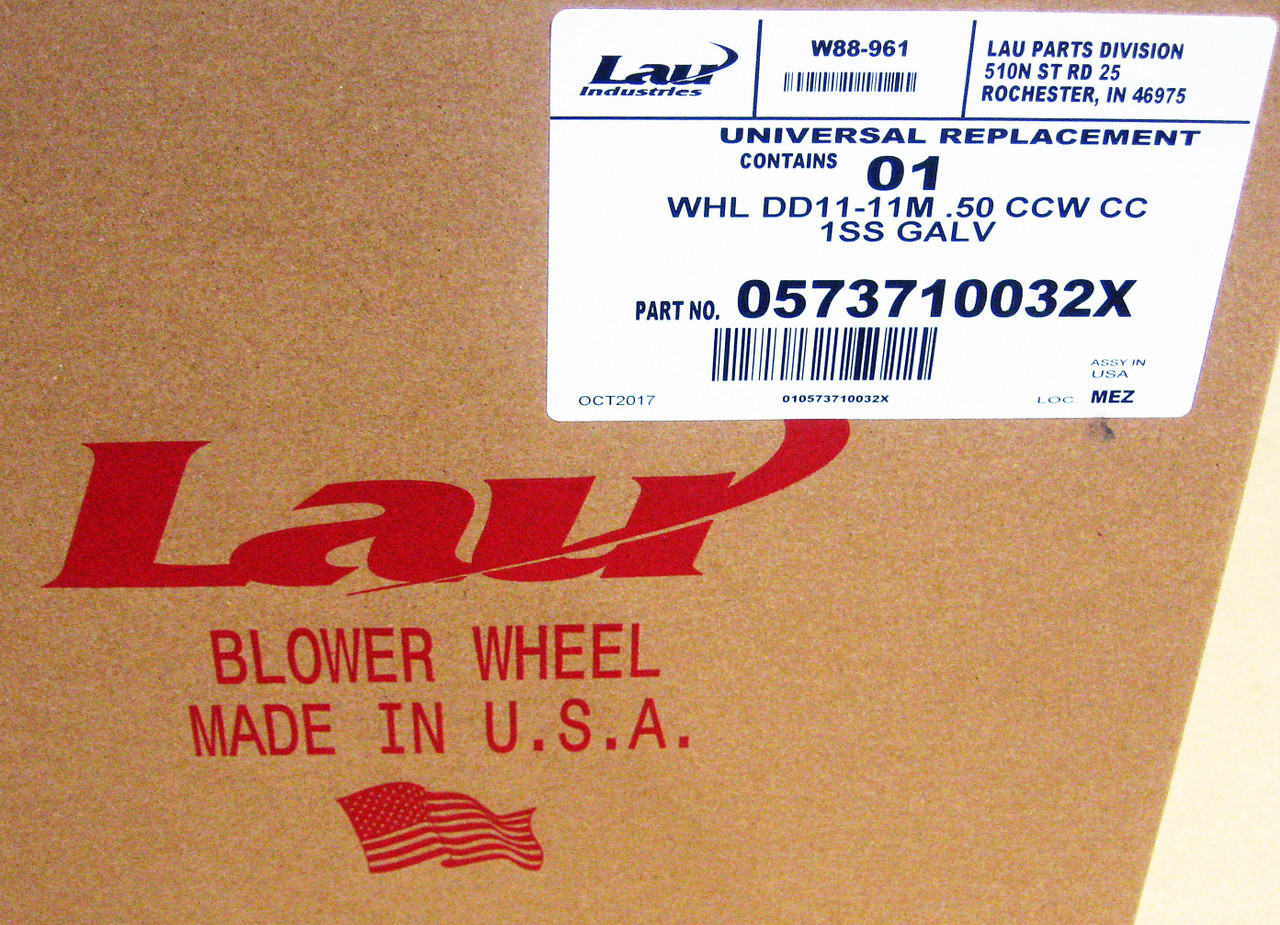 Lau
Industries
W88-961
LAU PARTS DIVISION
510N ST RD 25
ROCHESTER, IN 46975
UNIVERSAL REPLACEMENT
CONTAINS 01
WHL DD11-11M .50 CCW CC
1SS GALV
PART NO. 0573710032X
ASSY IN
USA
OCT2017
010573710032X
LOC: MEZ
Lau
BLOWER WHEEL
MADE IN U.S.A.